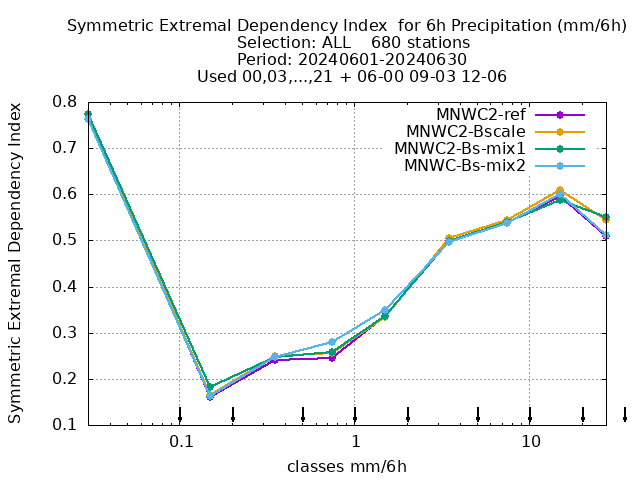 Symmetric Extremal Dependency Index  for 6h Precipitation (mm/6h)
Selection: ALL    680 stations
Period: 20240601-20240630
Used 00,03,...,21 + 06-00 09-03 12-06
Symmetric Extremal Dependency Index
0.8
0.7
0.6
0.5
0.4
0.3
0.2
0.1
MNWC2-ref
MNWC2-Bscale
MNWC2-Bs-mix1
MNWC-Bs-mix2
0.1 1 10
classes mm/6h